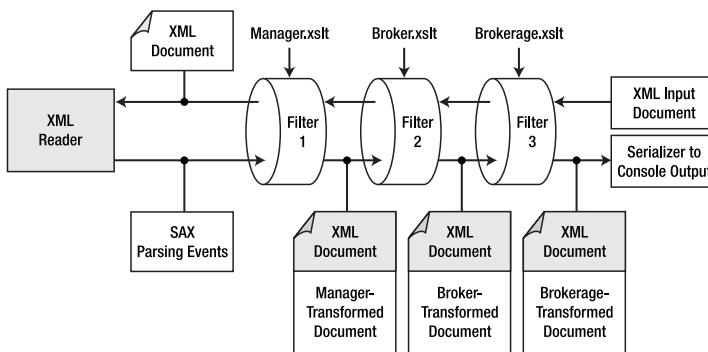 XML
Document
Manager.xslt
Broker.xslt
Brokerage.xslt
XML
Reader
Filter
1
Filter
2
Filter
3
XML Input
Document
Serializer to
Console Output
SAX
Parsing Events
XML
Document
Manager-
Transformed
Document
XML
Document
Broker-
Transformed
Document
XML
Document
Brokerage-
Transformed
Document